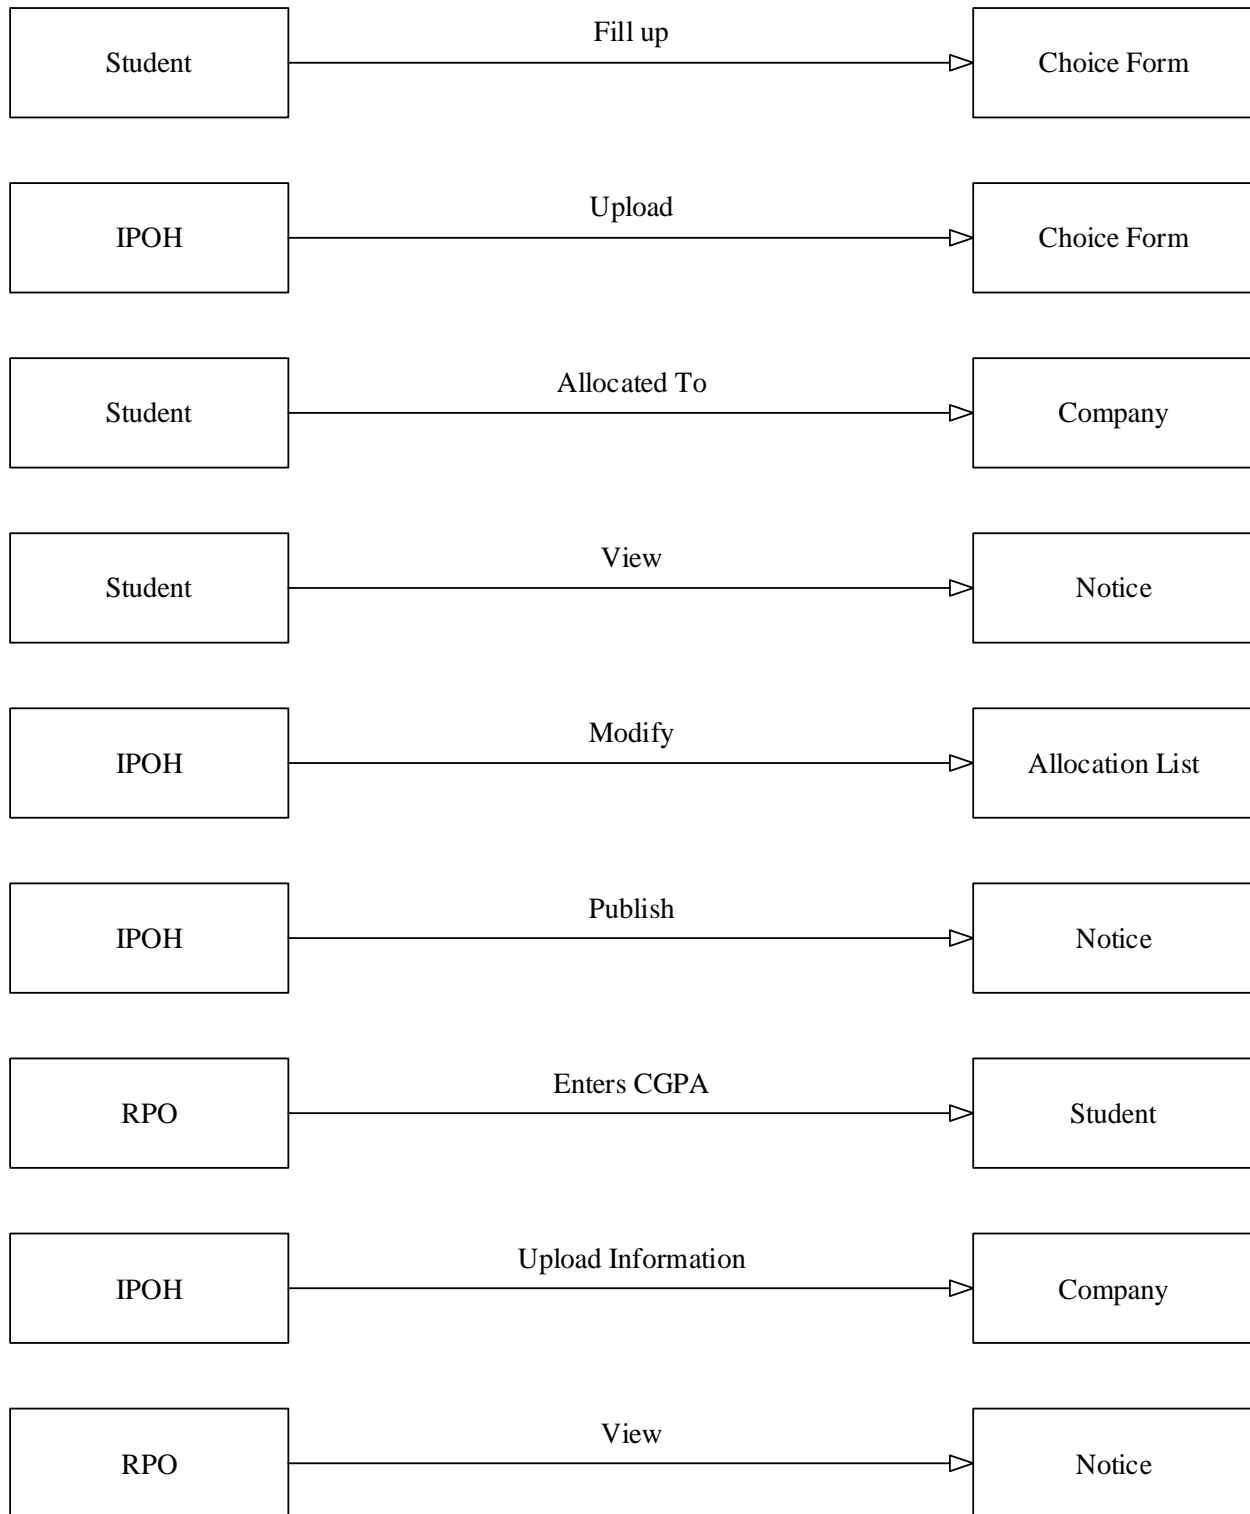 Fill up
Student
Choice Form
Upload
IPOH
Choice Form
Allocated To
Student
Company
View
Student
Notice
Modify
IPOH
Allocation List
Publish
IPOH
Notice
Enters CGPA
RPO
Student
Upload Information
IPOH
Company
View
RPO
Notice